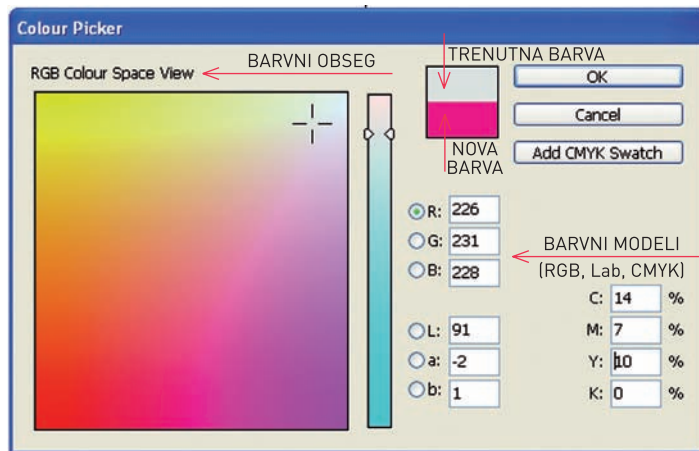 Colour Picker
RGB Colour Space View
BARVNI OBSEG
TRENUTNA BARVA
NOVA
BARVA
OK
Cancel
Add CMYK Swatch
R: 226
G: 231
B: 228
BARVNI MODELI
(RGB, Lab, CMYK)
L: 91
a: -2
b: 1
C: 14 %
M: 7 %
Y: 10 %
K: 0 %